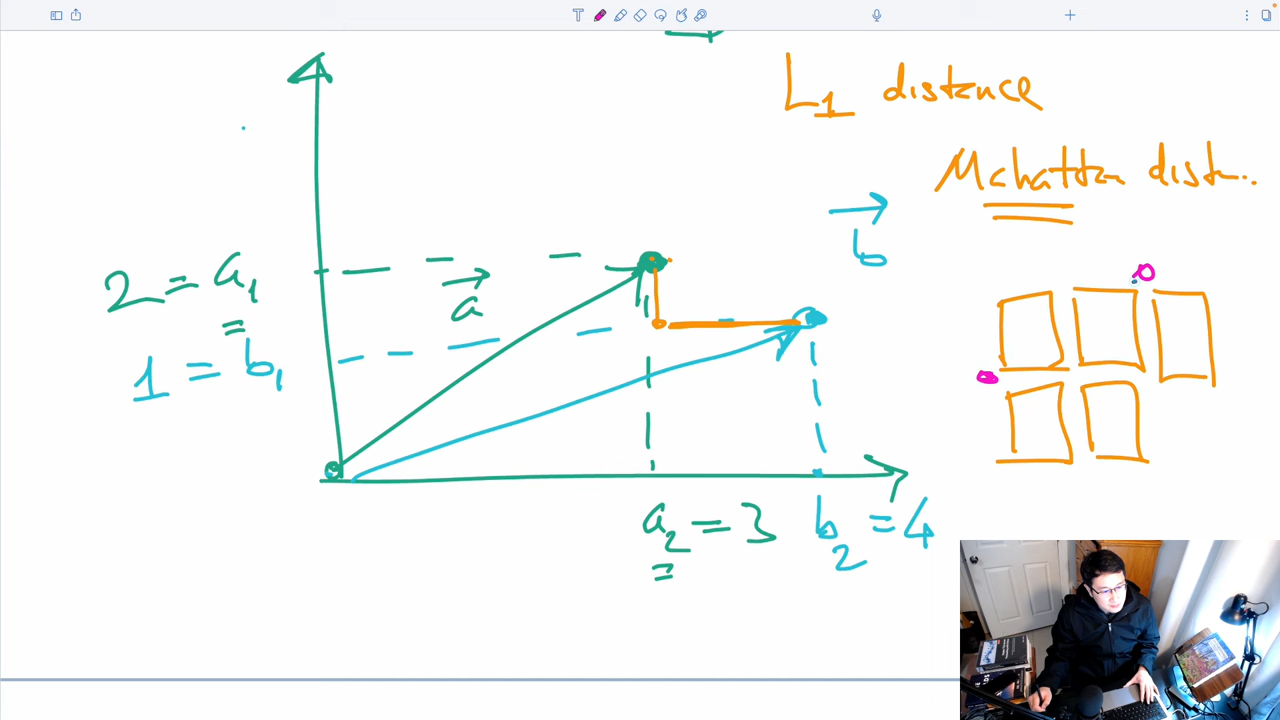 L1 distance
Mahattan dist..
b
2 = a1
a
1 = b1
a2 = 3
b2 = 4